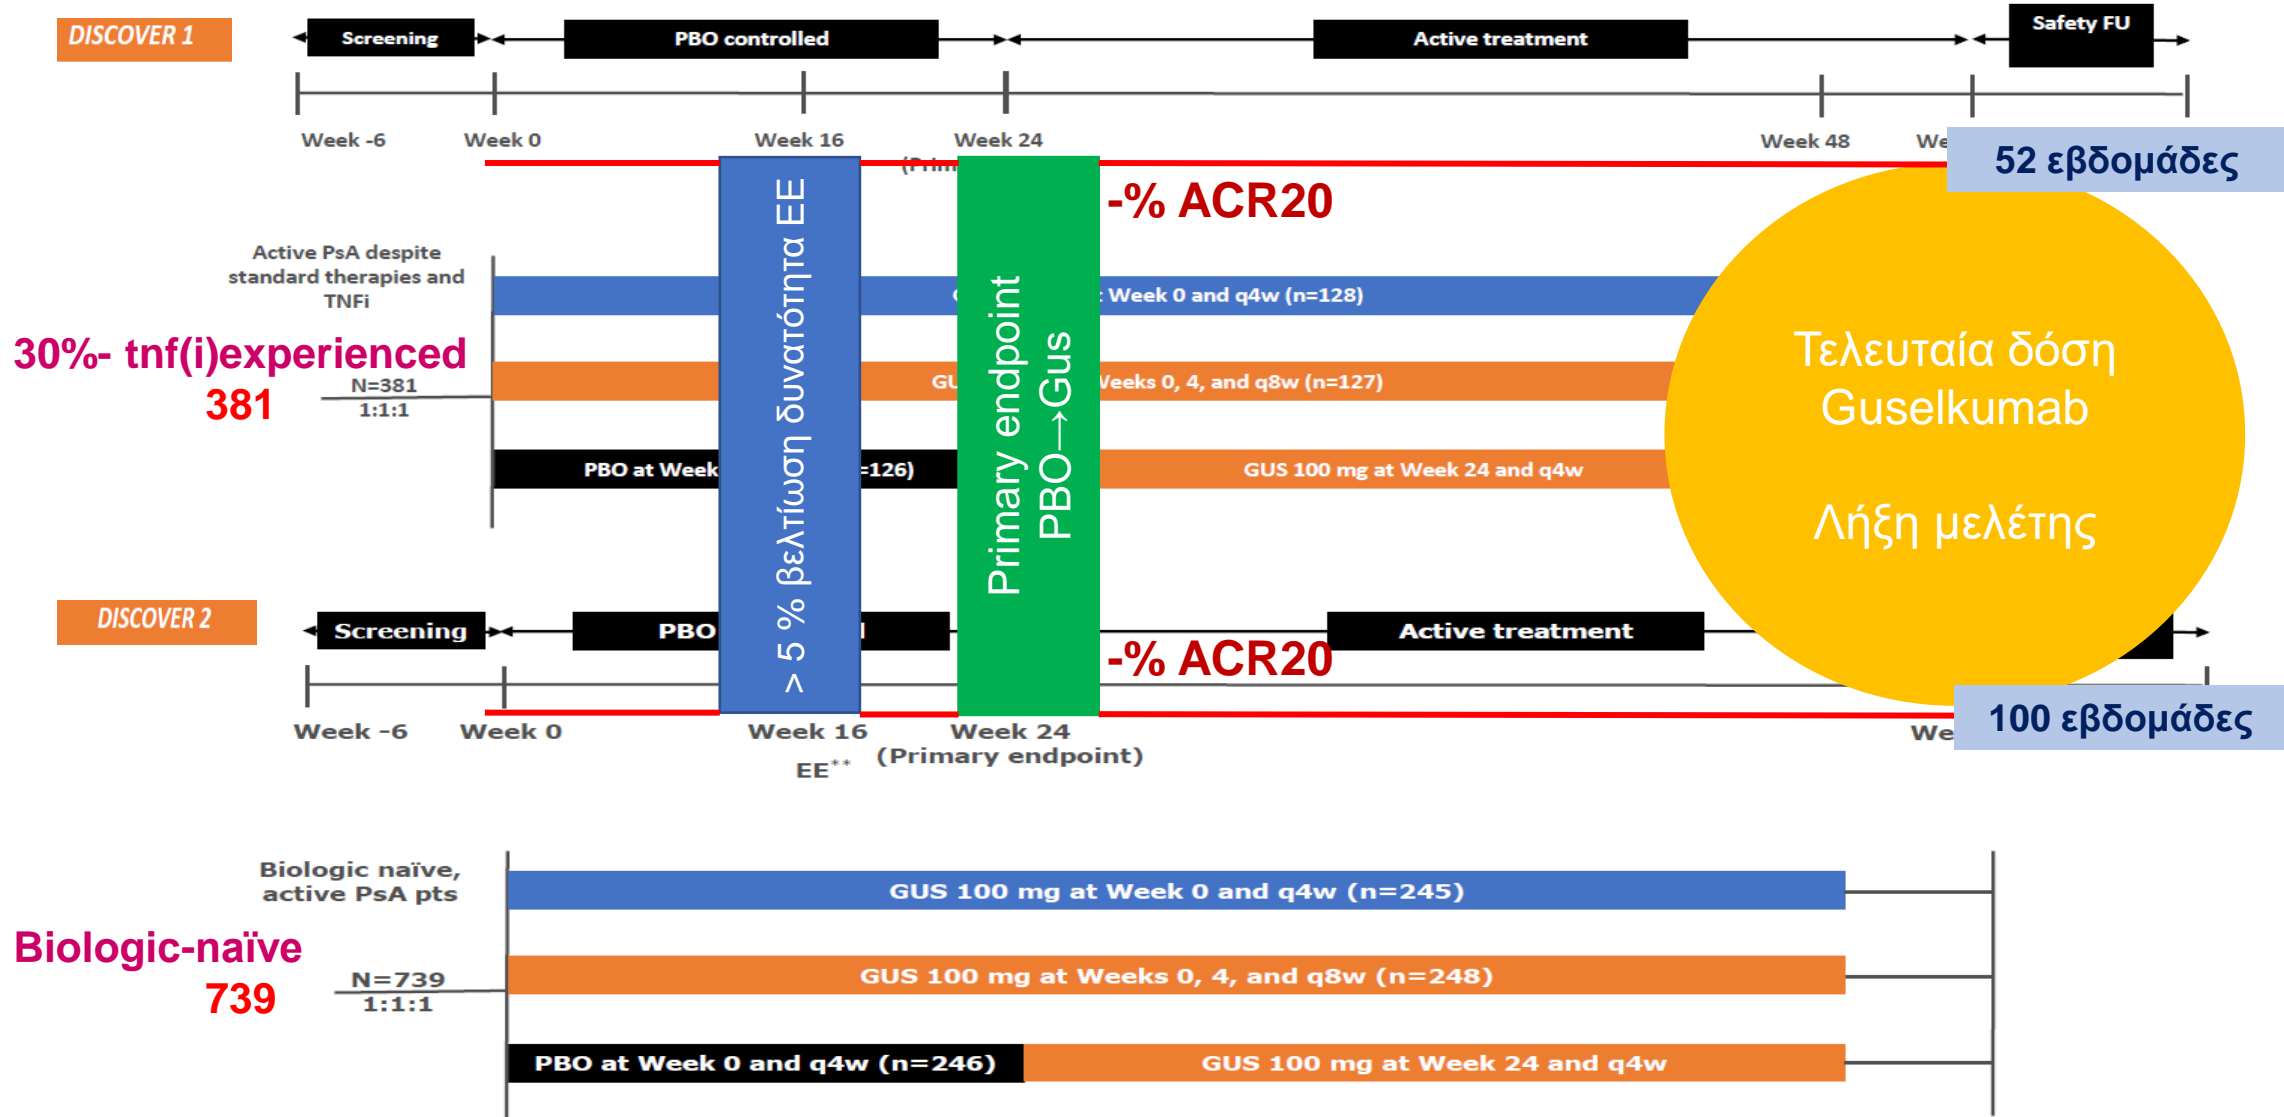 DISCOVER 1
Screening
PBO controlled
Active treatment
Safety FU
Week -6
Week 0
Week 16
Week 24
Week 48
52 εβδομάδες
-% ACR20
> 5 % βελτίωση δυνατότητα ΕΕ
Primary endpoint
PBO→Gus
Active PsA despite
standard therapies and
TNFi
30%- tnf(i)experienced
381
N=381
1:1:1
Week 0 and q4w (n=128)
Weeks 0, 4, and q8w (n=127)
PBO at Week
=126)
GUS 100 mg at Week 24 and q4w
Τελευταία δόση
Guselkumab
Λήξη μελέτης
DISCOVER 2
Screening
PBO
Active treatment
-% ACR20
Week -6
Week 0
Week 16
EE**
Week 24
(Primary endpoint)
100 εβδομάδες
Biologic naïve,
active PsA pts
Biologic-naïve
739
N=739
1:1:1
GUS 100 mg at Week 0 and q4w (n=245)
GUS 100 mg at Weeks 0, 4, and q8w (n=248)
PBO at Week 0 and q4w (n=246)
GUS 100 mg at Week 24 and q4w